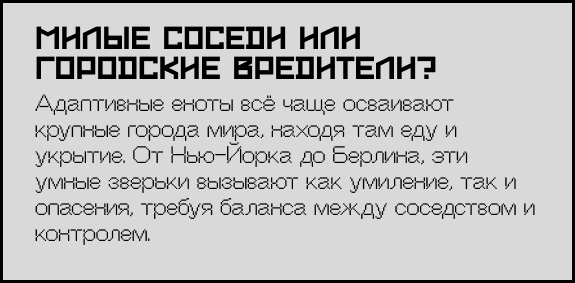 МИЛЫЕ СОСЕДИ ИЛИ
ГОРОДСКИЕ ВРЕДИТЕЛИ?
Адаптивные еноты всё чаще осваивают
крупные города мира, находя там еду и
укрытие. От Нью-Йорка до Берлина, эти
умные зверьки вызывают как умиление, так и
опасения, требуя баланса между соседством и
контролем.